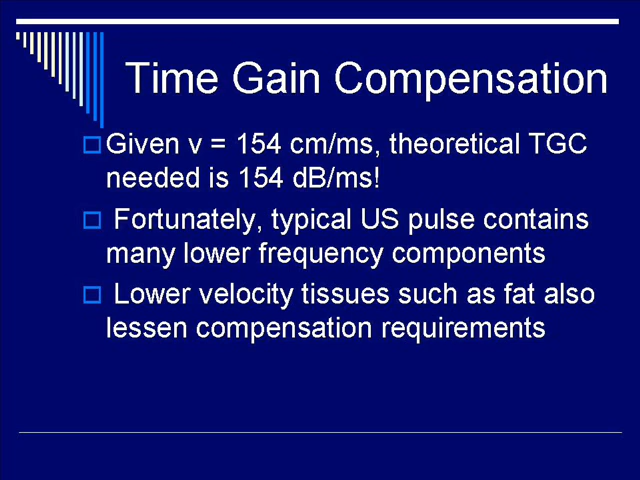 Time Gain Compensation
Given v = 154 cm/ms, theoretical TGC
needed is 154 dB/ms!
Fortunately, typical US pulse contains
many lower frequency components
Lower velocity tissues such as fat also
lessen compensation requirements